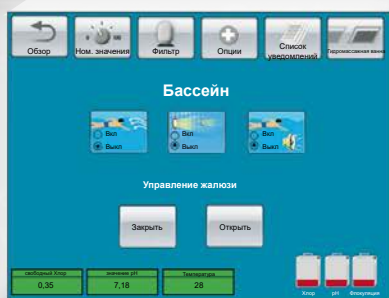 Обзор
Ном. значения
Фильтр
Опции
Список
уведомлений
Гидромассажная ванна
Бассейн
Вкл
Выкл
Вкл
Выкл
Вкл
Выкл
Управление жалюзи
Закрыть
Открыть
свободный Хлор
0,35
значение pH
7,18
Температура
28
Хлор
pH
Флокуляция